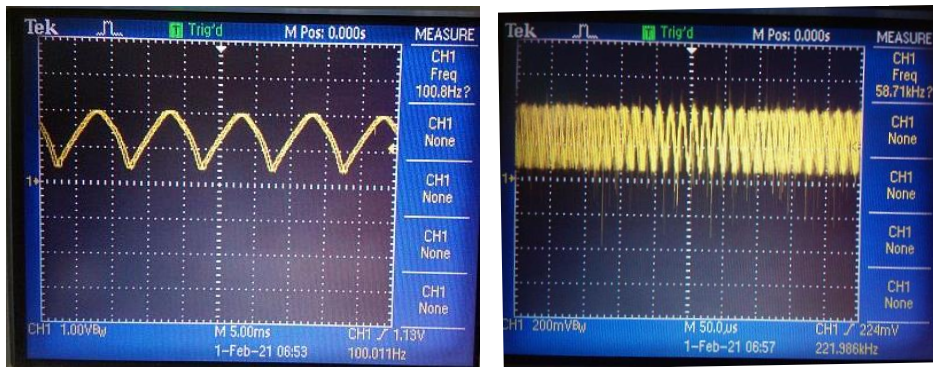 Tek Trig'd M Pos: 0.000s MEASURE
CH1
Freq
100.8Hz?
CH1
None
CH1
None
CH1
None
CH1
None
1
CH1 1.00VBW M 5.00ms CH1 / 1.13V
1-Feb-21 06:53 100.011Hz
Tek Trig'd M Pos: 0.000s MEASURE
CH1
Freq
58.71kHz?
CH1
None
CH1
None
CH1
None
CH1
None
1
CH1 200mVBW M 50.0µs CH1 / 224mV
1-Feb-21 06:57 221.986kHz